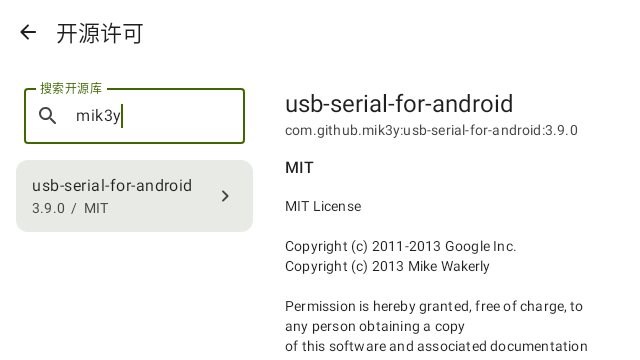 开源许可
搜索开源库
mik3y
usb-serial-for-android
3.9.0 / MIT
usb-serial-for-android
com.github.mik3y:usb-serial-for-android:3.9.0
MIT
MIT License
Copyright (c) 2011-2013 Google Inc.
Copyright (c) 2013 Mike Wakerly
Permission is hereby granted, free of charge, to
any person obtaining a copy
of this software and associated documentation